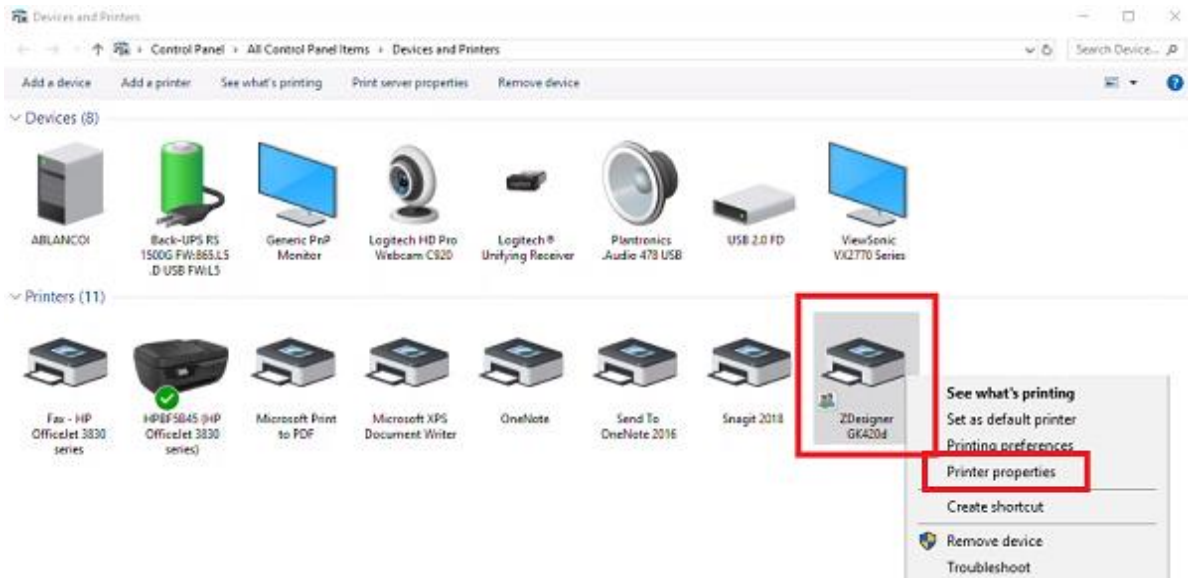 Devices and Printers
Control Panel › All Control Panel Items › Devices and Printers
Search Device...
Add a device Add a printer See what's printing Print server properties Remove device
Devices (8)
ABLANCOI
Back-UPS RS
1500G FW:865.L5
.D USB FW:L5
Generic PnP
Monitor
Logitech HD Pro
Webcam C920
Logitech®
Unifying Receiver
Plantronics
.Audio 478 USB
USB 2.0 FD
ViewSonic
VX2770 Series
Printers (11)
Fax - HP
OfficeJet 3830
series
HPBF5B45 (HP
OfficeJet 3830
series)
Microsoft Print
to PDF
Microsoft XPS
Document Writer
OneNote
Send To
OneNote 2016
Snagit 2018
ZDesigner
GK420d
See what's printing
Set as default printer
Printing preferences
Printer properties
Create shortcut
Remove device
Troubleshoot